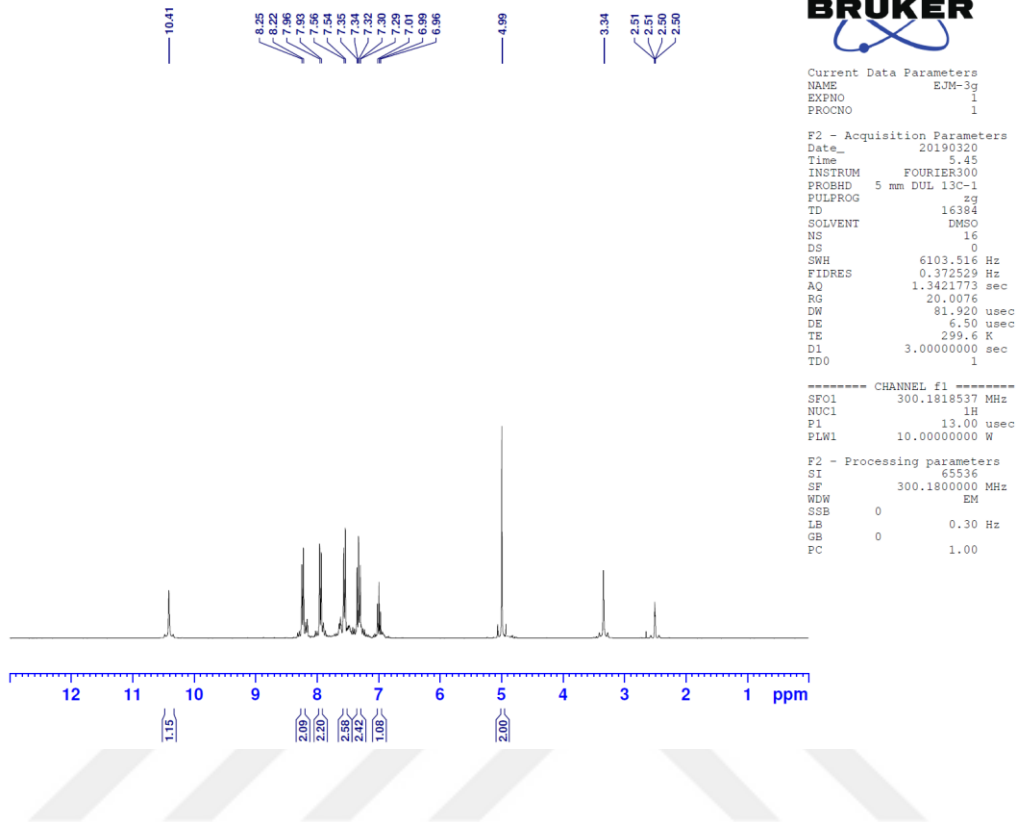 10.41
8.25
8.22
7.96
7.93
7.56
7.54
7.35
7.34
7.32
7.30
7.29
7.01
6.99
6.96
4.99
3.34
2.51
2.51
2.50
2.50
BRUKER
Current Data Parameters
NAME EJM-3g
EXPNO 1
PROCNO 1
F2 - Acquisition Parameters
Date_ 20190320
Time 5.45
INSTRUM FOURIER300
PROBHD 5 mm DUL 13C-1
PULPROG zg
TD 16384
SOLVENT DMSO
NS 16
DS 0
SWH 6103.516 Hz
FIDRES 0.372529 Hz
AQ 1.3421773 sec
RG 20.0076
DW 81.920 usec
DE 6.50 usec
TE 299.6 K
D1 3.00000000 sec
TD0 1
======== CHANNEL f1 ========
SFO1 300.1818537 MHz
NUC1 1H
P1 13.00 usec
PLW1 10.00000000 W
F2 - Processing parameters
SI 65536
SF 300.1800000 MHz
WDW EM
SSB 0
LB 0.30 Hz
GB 0
PC 1.00
12 11 10 9 8 7 6 5 4 3 2 1 ppm
1.15
2.09
2.20
2.58
2.42
1.08
2.00